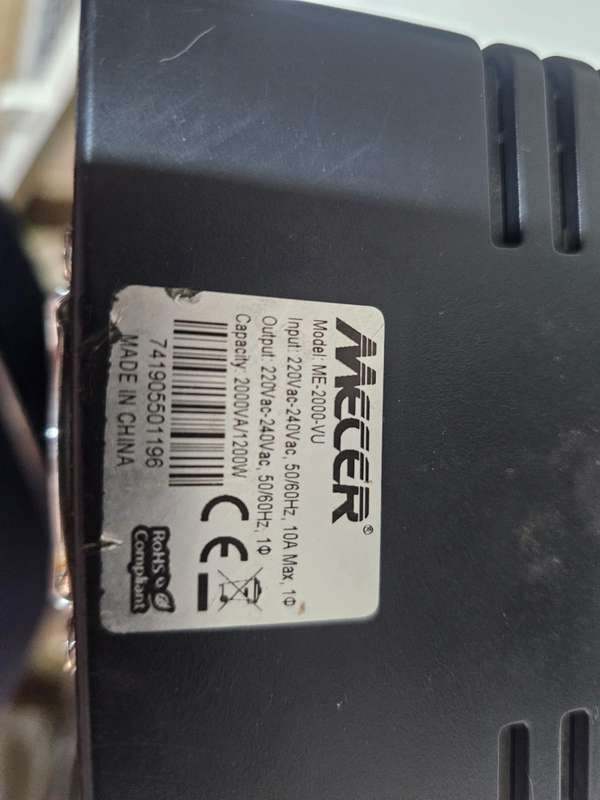 MECER®
Model: ME-2000-VU
Input: 220Vac-240Vac, 50/60Hz, 10A Max, 1Φ
Output: 220Vac-240Vac, 50/60Hz, 1Φ
Capacity: 2000VA/1200W
CE
741905501196
MADE IN CHINA
RoHS
Compliant